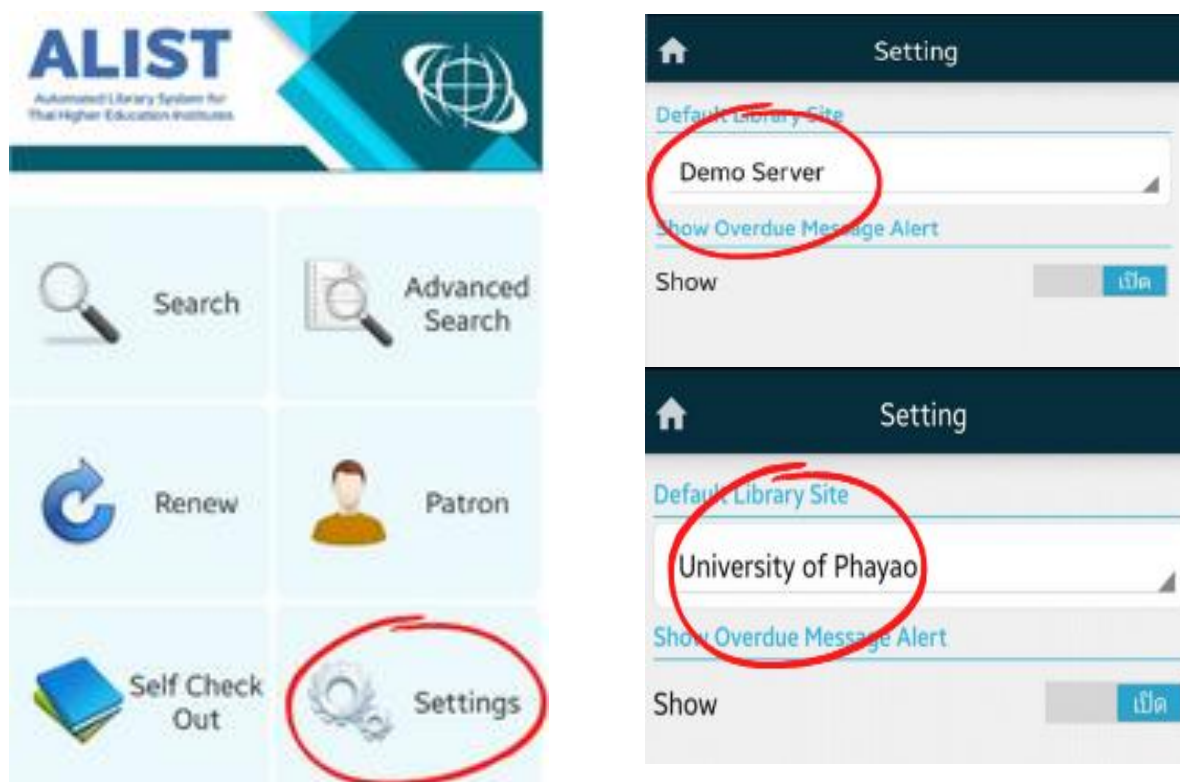 ALIST
Automated Library System for
Thai Higher Education Institutes
Search
Advanced
Search
Renew
Patron
Self Check
Out
Settings
Setting
Default Library Site
Demo Server
Show Overdue Message Alert
Show
เปิด
Setting
Default Library Site
University of Phayao
Show Overdue Message Alert
Show
เปิด